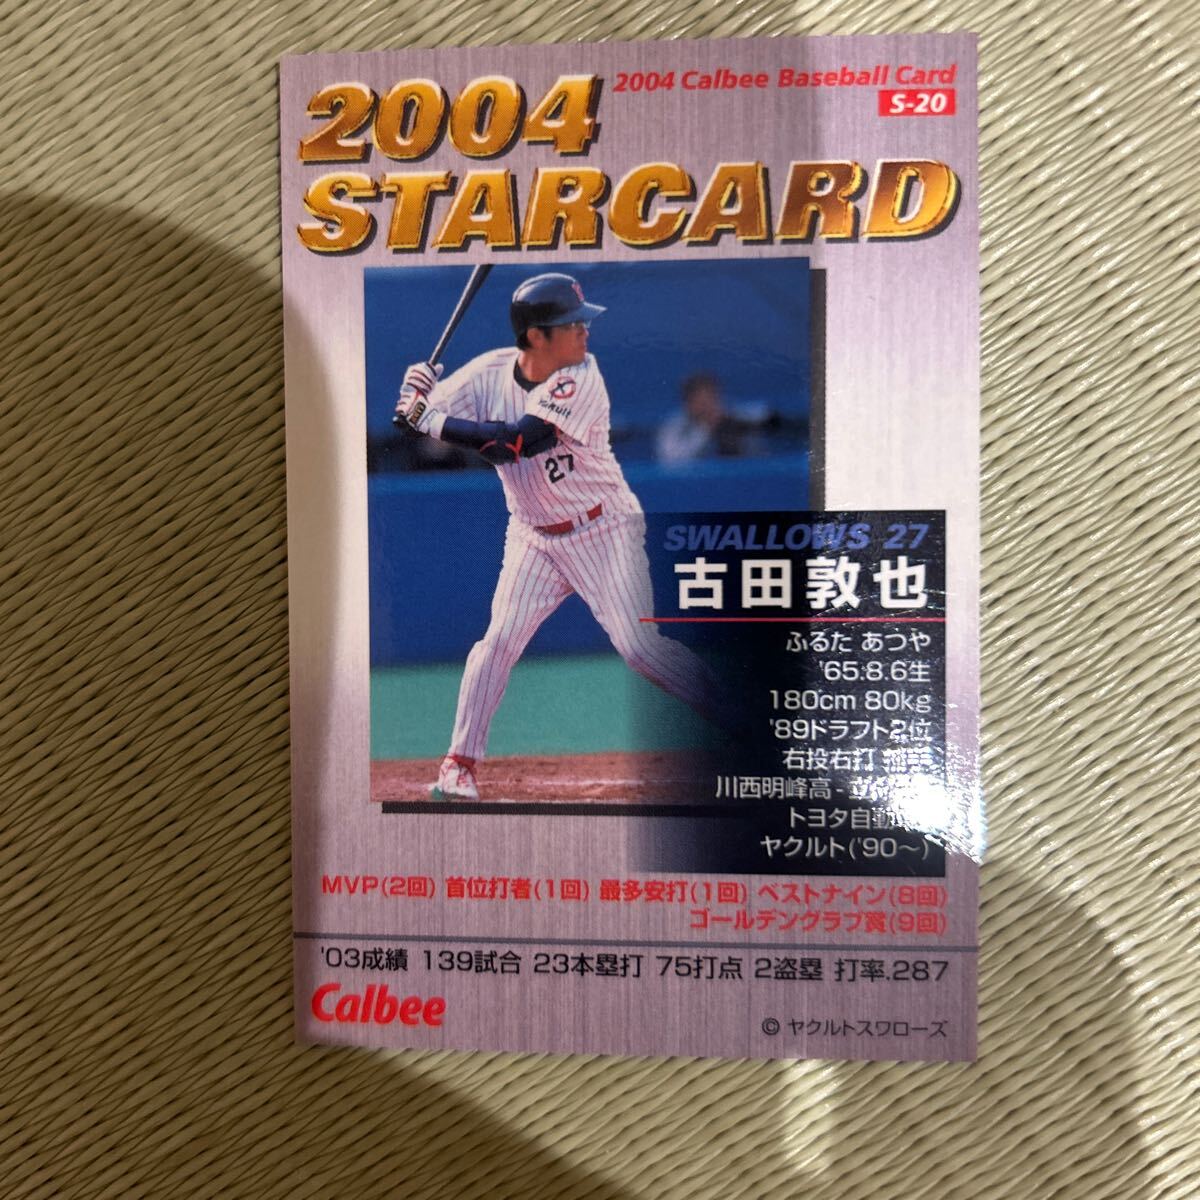 2004 Calbee Baseball Card
S-20
2004
STARCARD
Yakult
27
SWALLOWS 27
古田敦也
ふるた あつや
'65.8.6生
180cm 80kg
'89ドラフト2位
右投右打
川西明峰高-
トヨタ自動
ヤクルト('90〜)
MVP(2回) 首位打者(1回) 最多安打(1回) ベストナイン(8回)
ゴールデングラブ賞(9回)
'03成績 139試合 23本塁打 75打点 2盗塁 打率.287
Calbee
© ヤクルトスワローズ